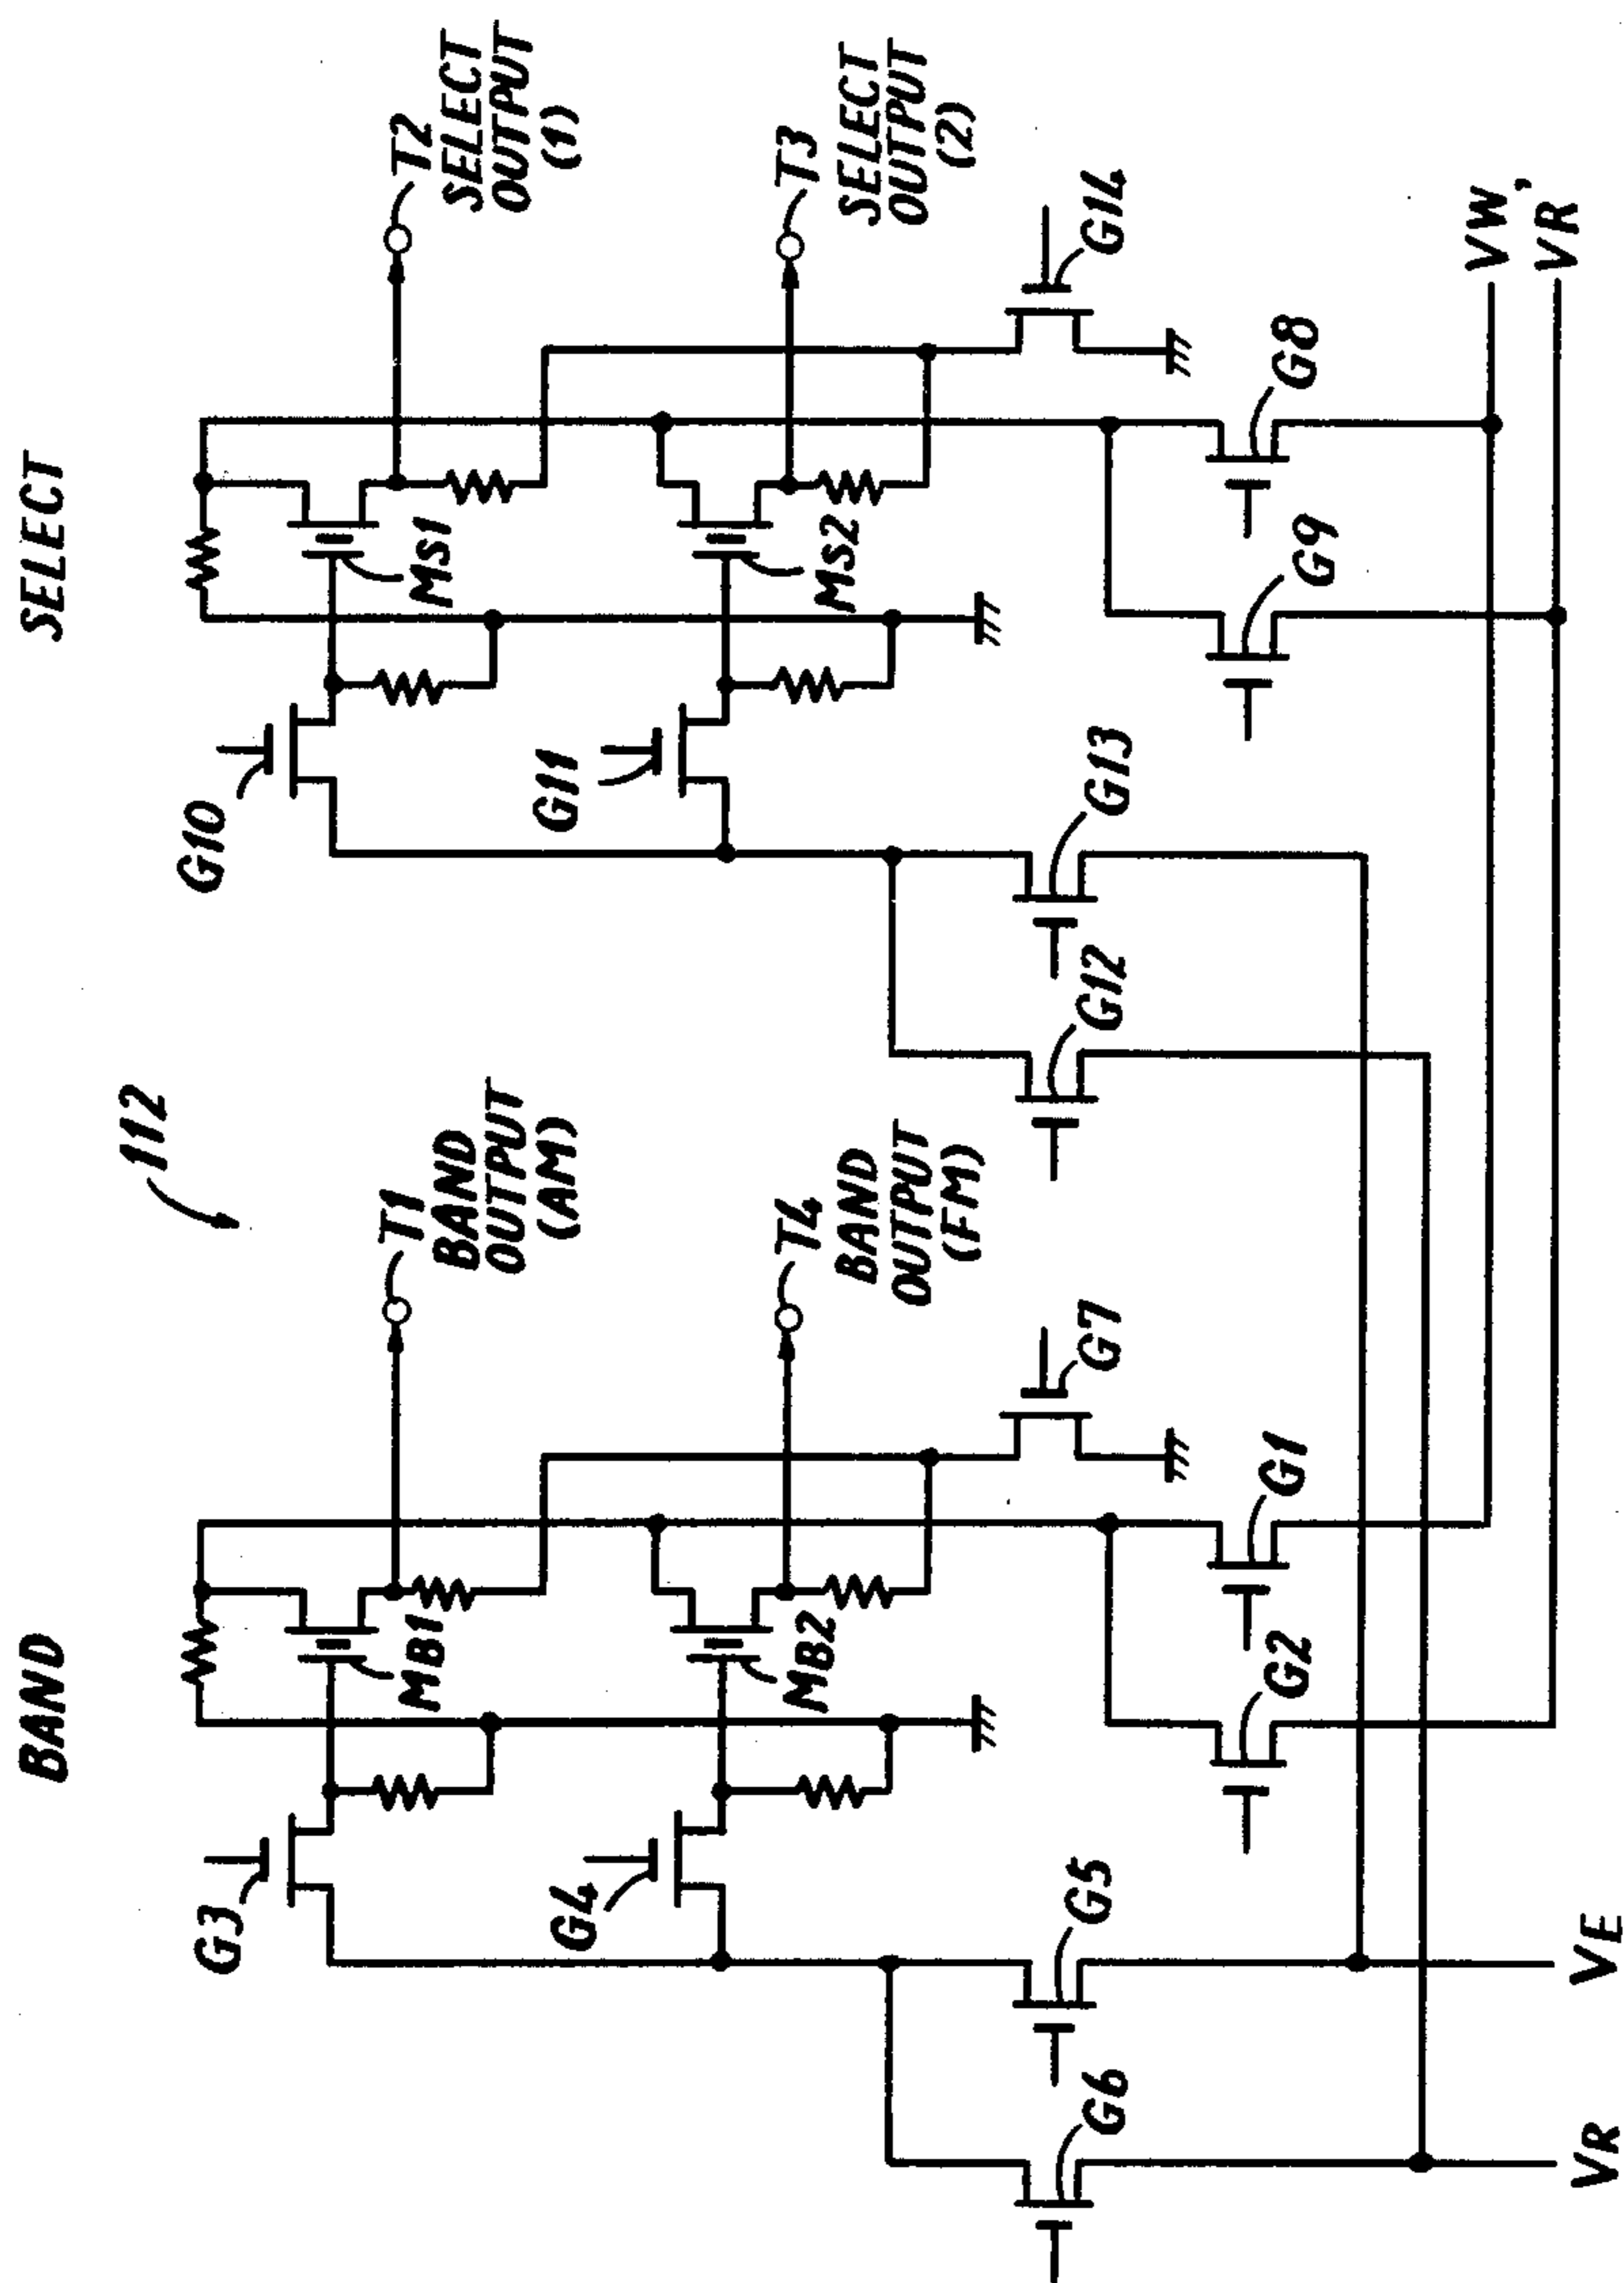 SELECT
T2
SELECT
OUTPUT
(1)
T3
SELECT
OUTPUT
(2)
G10
MS1
G11
MS2
G14
G13
G12
G9
G8
VW'
VR
112
BAND
T1
BAND
OUTPUT
(AM)
T4
BAND
OUTPUT
(FM)
G3
MB1
G4
MB2
G7
G5
G6
G2
G1
VE
VR